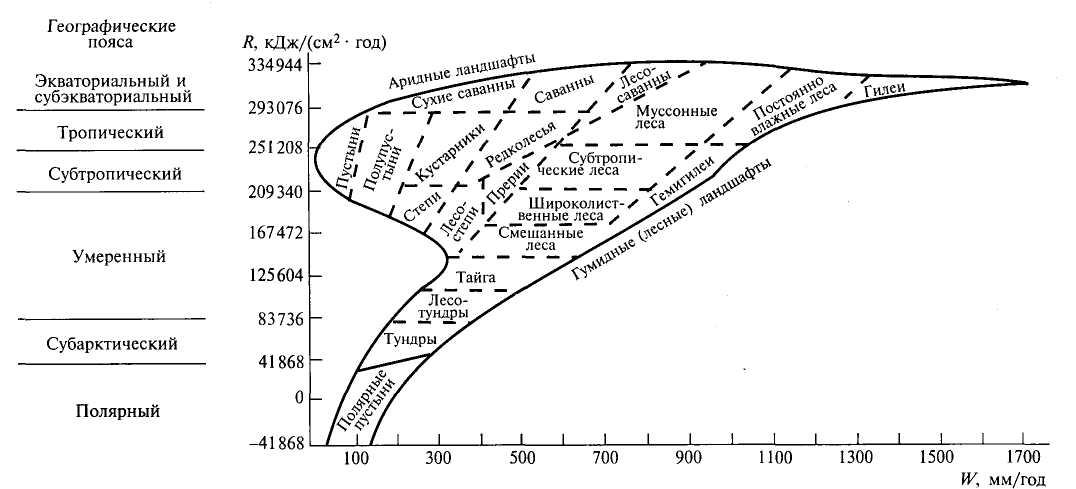 Географические
пояса
Экваториальный и
субэкваториальный
Тропический
Субтропический
Умеренный
Субарктический
Полярный
R, кДж/(см² · год)
334944
293076
251208
209340
167472
125604
83736
41868
0
–41868
Аридные ландшафты
Сухие саванны
Саванны
Лесо-
саванны
Муссонные
леса
Постоянно
влажные леса
Гилеи
Пустыни
Полупус-
тыни
Кустарники
Редколесья
Субтропи-
ческие леса
Гемигилеи
Степи
Лесо-
степи
Прерии
Широколист-
венные леса
Смешанные
леса
Гумидные (лесные) ландшафты
Тайга
Лесо-
тундры
Тундры
Полярные
пустыни
100
300
400
600
700
900
1100
1300
1400
1700
W, мм/год